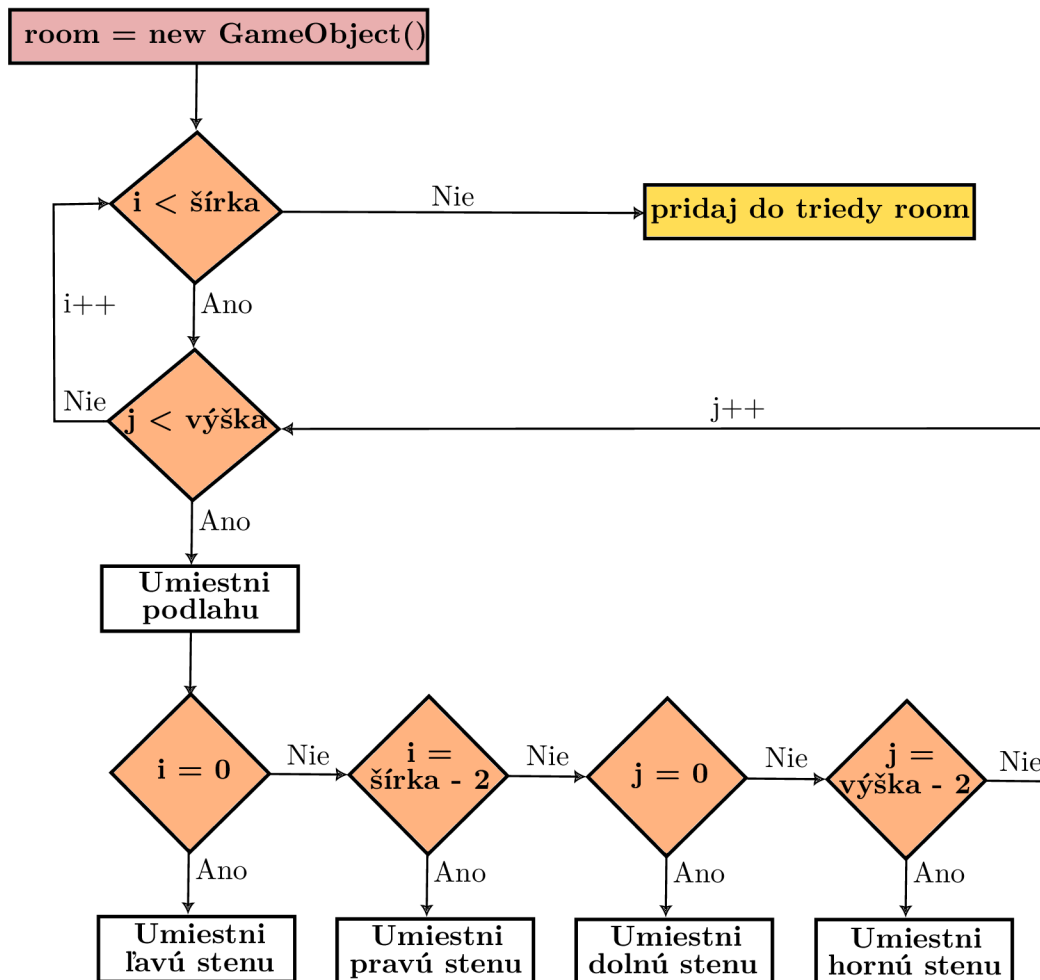 room = new GameObject()
i < šírka
Nie
pridaj do triedy room
i++
Ano
Nie
j < výška
j++
Ano
Umiestni
podlahu
i = 0
Nie
i =
šírka - 2
Nie
j = 0
Nie
j =
výška - 2
Nie
Ano
Ano
Ano
Ano
Umiestni
ľavú stenu
Umiestni
pravú stenu
Umiestni
dolnú stenu
Umiestni
hornú stenu